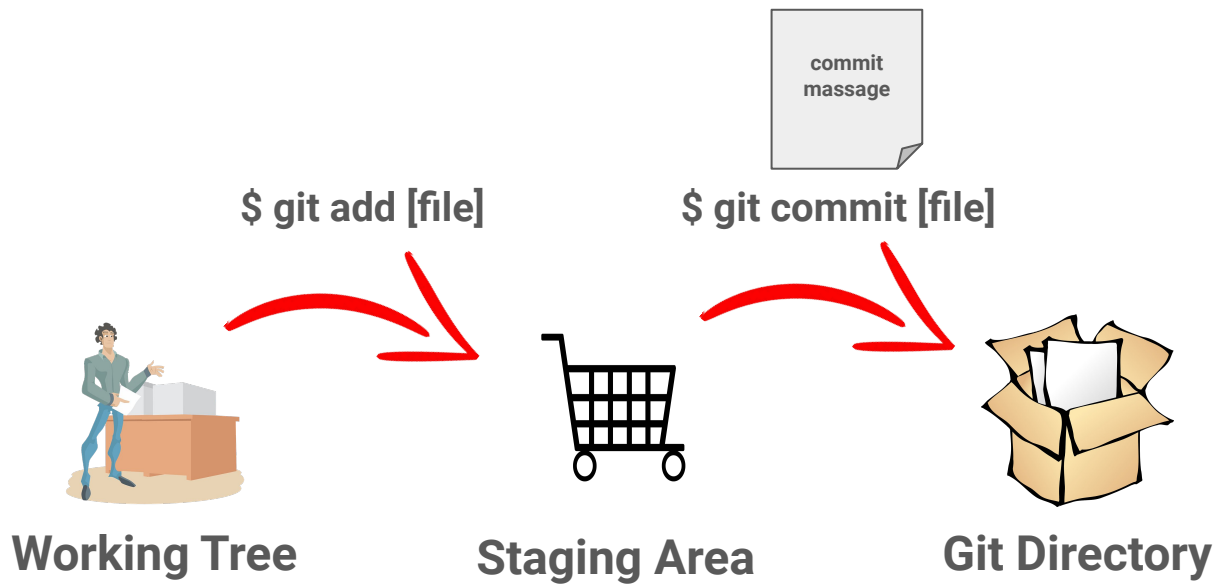 commit
massage
$ git add [file]
$ git commit [file]
Working Tree
Staging Area
Git Directory